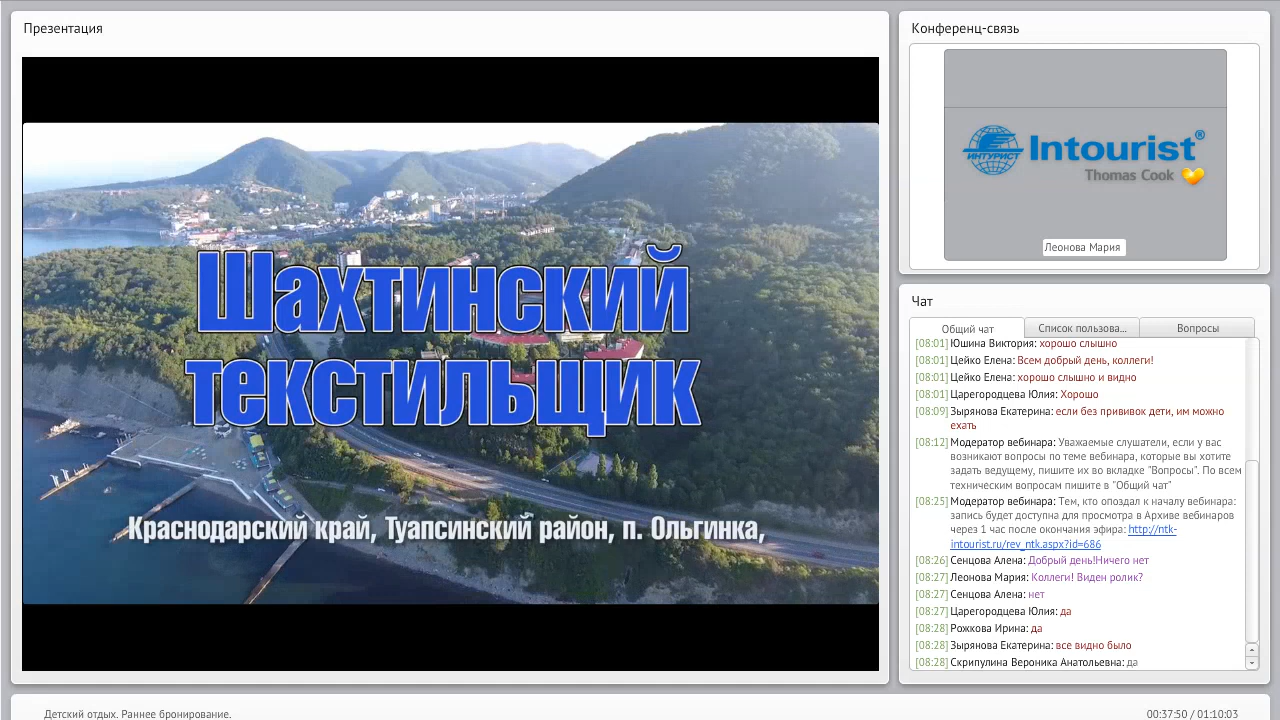 Презентация
Шахтинский
текстильщик
Краснодарский край, Туапсинский район, п. Ольгинка,
Конференц-связь
ИНТУРИСТ
Intourist®
Thomas Cook
Леонова Мария
Чат
Общий чат
Список пользова...
Вопросы
[08:01] Юшина Виктория: хорошо слышно
[08:01] Цейко Елена: Всем добрый день, коллеги!
[08:01] Цейко Елена: хорошо слышно и видно
[08:01] Царегородцева Юлия: Хорошо
[08:09] Зырянова Екатерина: если без прививок дети, им можно
ехать
[08:12] Модератор вебинара: Уважаемые слушатели, если у вас
возникают вопросы по теме вебинара, которые вы хотите
задать ведущему, пишите их во вкладке "Вопросы". По всем
техническим вопросам пишите в "Общий чат"
[08:25] Модератор вебинара: Тем, кто опоздал к началу вебинара:
запись будет доступна для просмотра в Архиве вебинаров
через 1 час после окончания эфира: http://ntk-
intourist.ru/rev_ntk.aspx?id=686
[08:26] Сенцова Алена: Добрый день!Ничего нет
[08:27] Леонова Мария: Коллеги! Виден ролик?
[08:27] Сенцова Алена: нет
[08:27] Царегородцева Юлия: да
[08:28] Рожкова Ирина: да
[08:28] Зырянова Екатерина: все видно было
[08:28] Скрипулина Вероника Анатольевна: да
Детский отдых. Раннее бронирование.
00:37:50 / 01:10:03